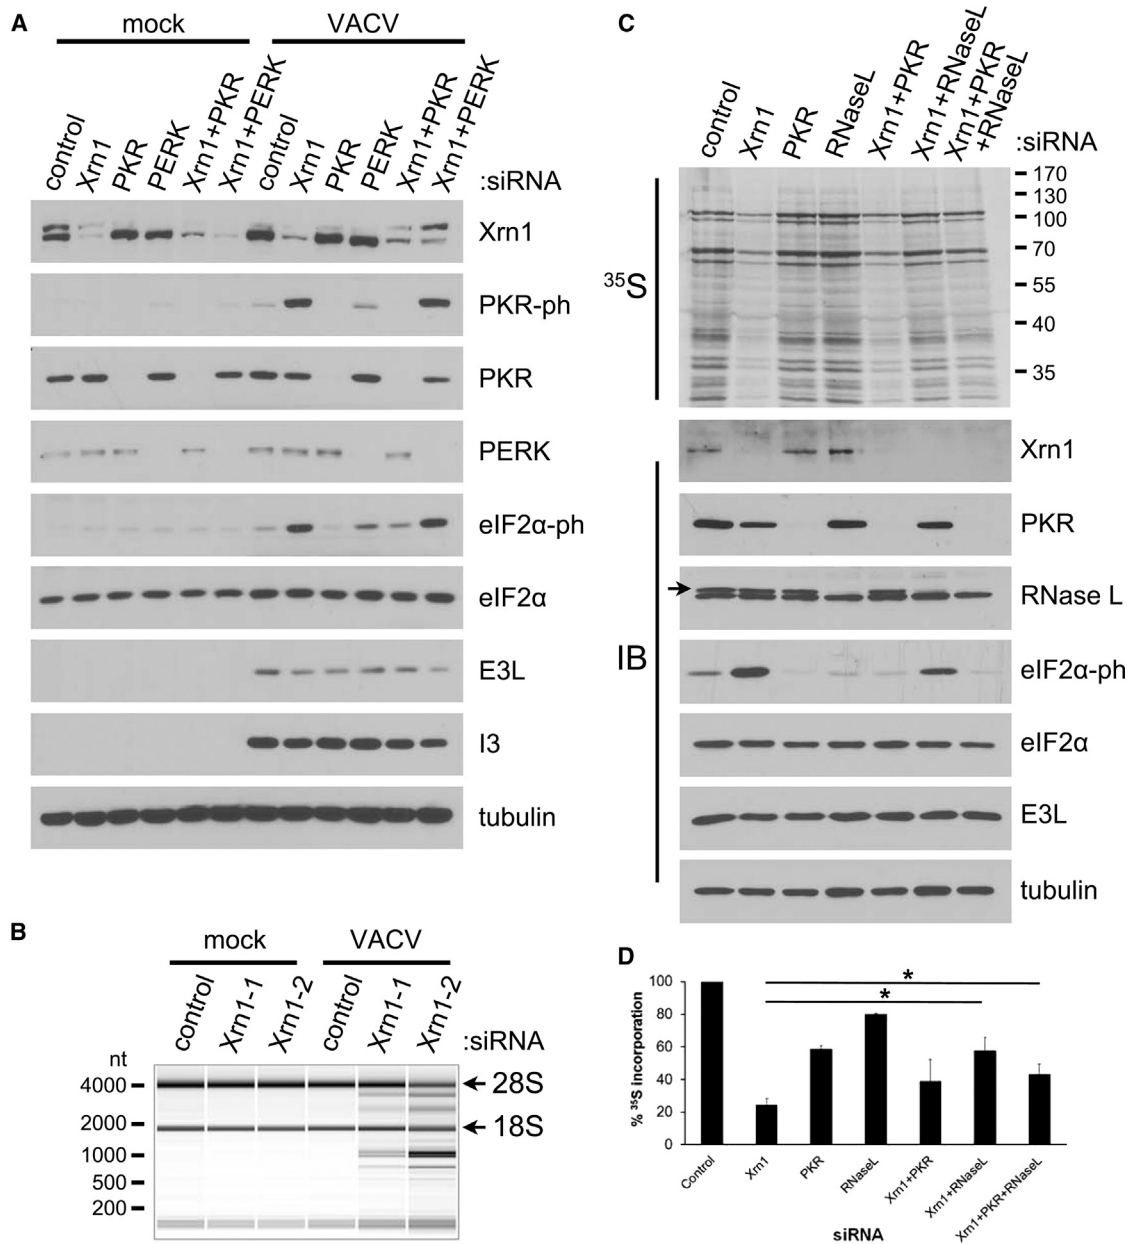 A
mock
VACV
control
Xrn1
PKR
PERK
Xrn1+PKR
Xrn1+PERK
control
Xrn1
PKR
PERK
Xrn1+PKR
Xrn1+PERK
:siRNA
Xrn1
PKR-ph
PKR
PERK
eIF2α-ph
eIF2α
E3L
I3
tubulin
B
mock
VACV
control
Xrn1-1
Xrn1-2
control
Xrn1-1
Xrn1-2
:siRNA
nt
4000
2000
1000
500
200
28S
18S
C
control
Xrn1
PKR
RNaseL
Xrn1+PKR
Xrn1+RNaseL
Xrn1+PKR
+RNaseL
:siRNA
35S
170
130
100
70
55
40
35
IB
Xrn1
PKR
RNase L
eIF2α-ph
eIF2α
E3L
tubulin
D
% 35S incorporation
100
80
60
40
20
0
*
*
Control
Xrn1
PKR
RNaseL
Xrn1+PKR
Xrn1+RNaseL
Xrn1+PKR+RNaseL
siRNA